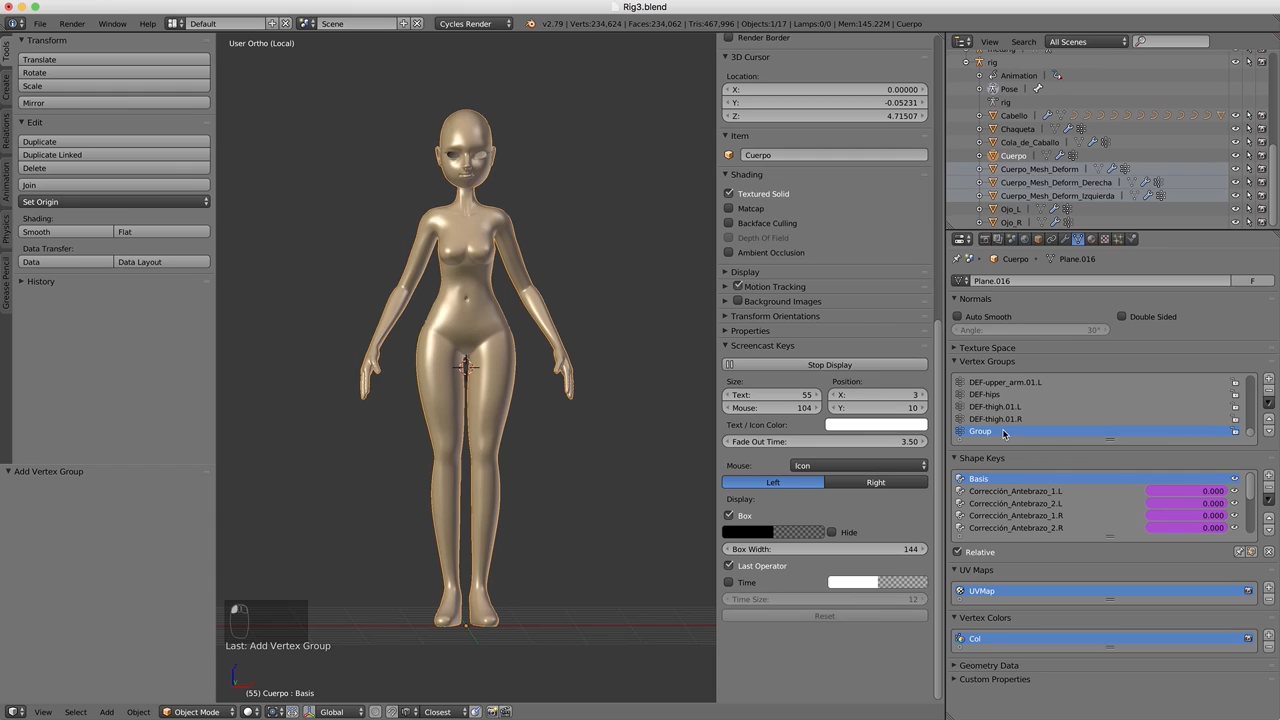 Rig3.blend
File Render Window Help Default Scene Cycles Render v2.79 | Verts:234,624 | Faces:234,062 | Tris:467,996 | Objects:1/17 | Lamps:0/0 | Mem:145.22M | Cuerpo
Tools
Create
Relations
Animation
Physics
Grease Pencil
Transform
Translate
Rotate
Scale
Mirror
Edit
Duplicate
Duplicate Linked
Delete
Join
Set Origin
Shading:
Smooth Flat
Data Transfer:
Data Data Layout
History
Add Vertex Group
User Ortho (Local)
Last: Add Vertex Group
(55) Cuerpo : Basis
View Select Add Object Object Mode Global Closest
Render Border
3D Cursor
Location:
X: 0.00000
Y: -0.05231
Z: 4.71507
Item
Cuerpo
Shading
Textured Solid
Matcap
Backface Culling
Depth Of Field
Ambient Occlusion
Display
Motion Tracking
Background Images
Transform Orientations
Properties
Screencast Keys
Stop Display
Size: Position:
Text: 55 X: 3
Mouse: 104 Y: 10
Text / Icon Color:
Fade Out Time: 3.50
Mouse: Icon
Left Right
Display:
Box
Hide
Box Width: 144
Last Operator
Time
Time Size: 12
Reset
View Search All Scenes
rig
Animation
Pose
rig
Cabello
Chaqueta
Cola_de_Caballo
Cuerpo
Cuerpo_Mesh_Deform
Cuerpo_Mesh_Deform_Derecha
Cuerpo_Mesh_Deform_Izquierda
Ojo_L
Ojo_R
Cuerpo Plane.016
Plane.016 F
Normals
Auto Smooth Double Sided
Angle: 30°
Texture Space
Vertex Groups
DEF-upper_arm.01.L
DEF-hips
DEF-thigh.01.L
DEF-thigh.01.R
Group
Shape Keys
Basis
Corrección_Antebrazo_1.L 0.000
Corrección_Antebrazo_2.L 0.000
Corrección_Antebrazo_1.R 0.000
Corrección_Antebrazo_2.R 0.000
Relative
UV Maps
UVMap
Vertex Colors
Col
Geometry Data
Custom Properties